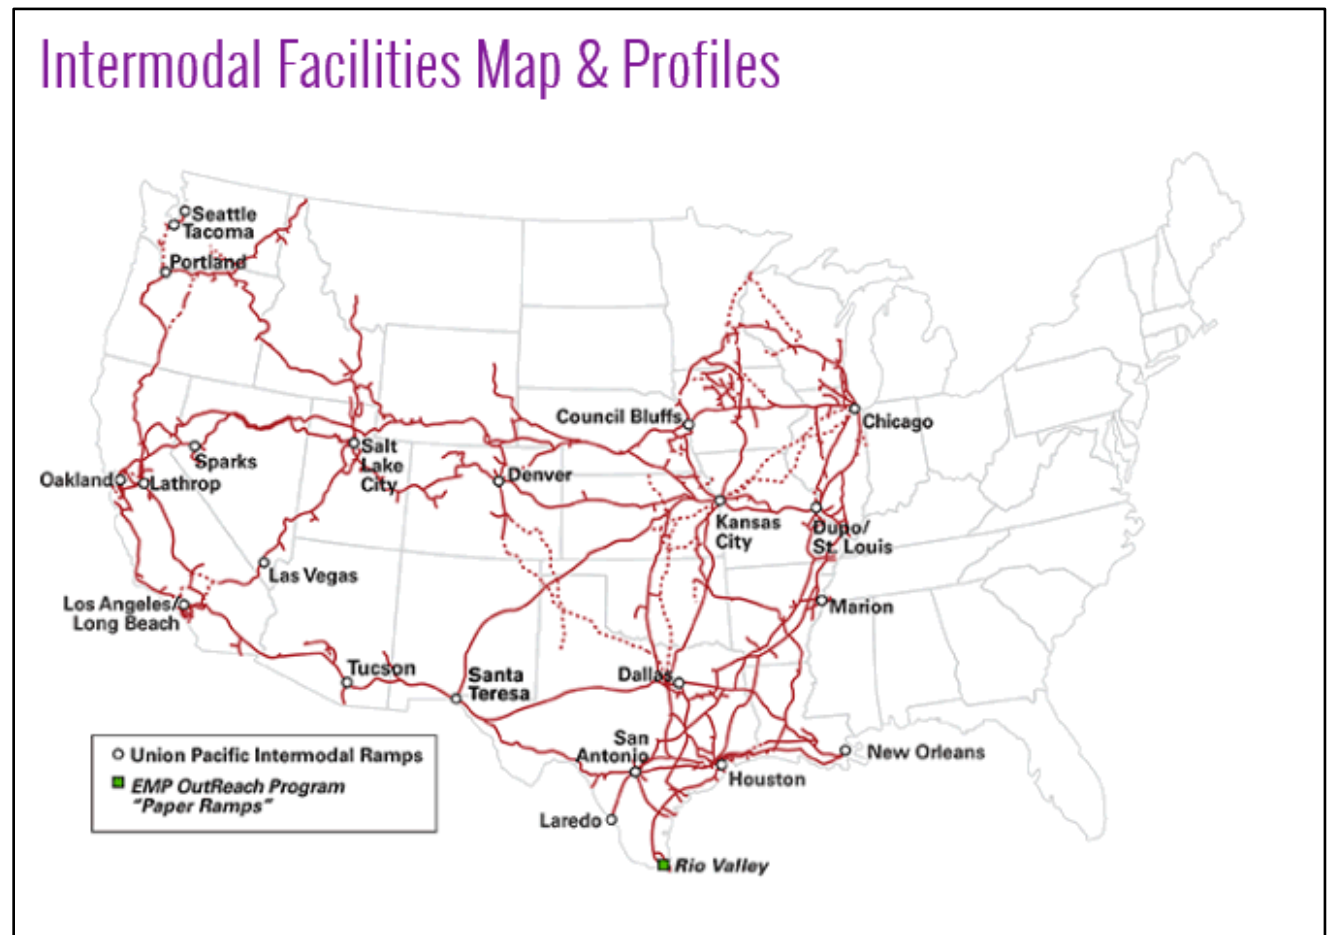 Intermodal Facilities Map & Profiles
Seattle
Tacoma
Portland
Council Bluffs
Chicago
Salt
Lake
City
Sparks
Denver
Oakland
Lathrop
Kansas
City
Dupo/
St. Louis
Las Vegas
Los Angeles/
Long Beach
Marion
Tucson
Santa
Teresa
Dallas
San
Antonio
New Orleans
Houston
Laredo
Rio Valley
Union Pacific Intermodal Ramps
EMP OutReach Program
"Paper Ramps"